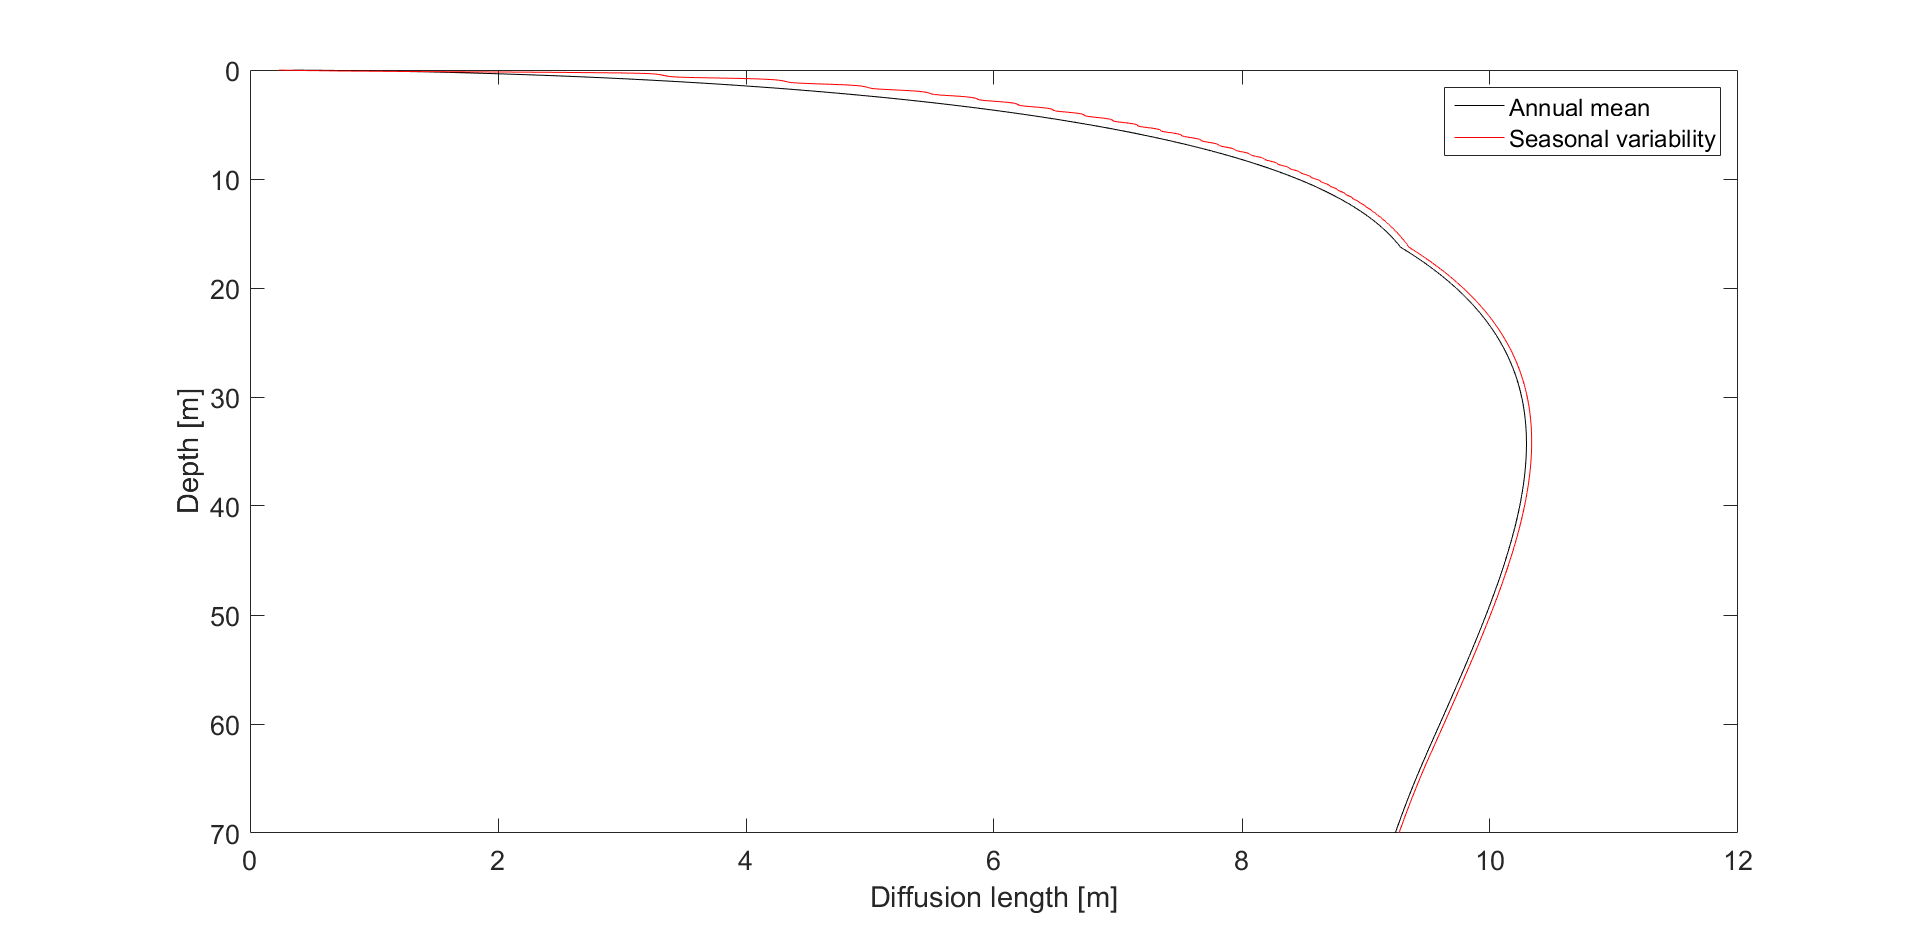 Annual mean
Seasonal variability
0
10
20
30
40
50
60
70
Depth [m]
0 2 4 6 8 10 12
Diffusion length [m]